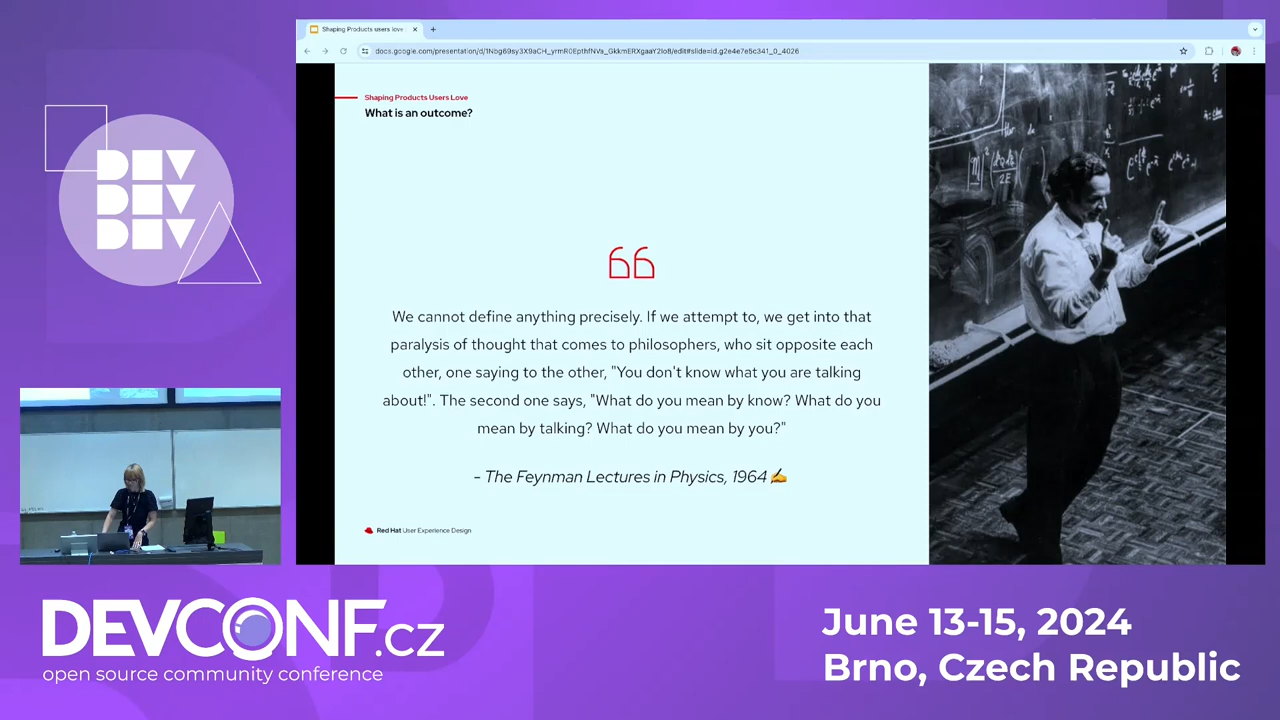 Shaping Products users love
docs.google.com/presentation/d/1Nbg69sy3X9aCH_yrmR0EpthfNVa_GkkmERXgaaY2Io8/edit#slide=id.g2e4e7e5c341_0_4026
Shaping Products Users Love
What is an outcome?
We cannot define anything precisely. If we attempt to, we get into that
paralysis of thought that comes to philosophers, who sit opposite each
other, one saying to the other, "You don't know what you are talking
about!". The second one says, "What do you mean by know? What do you
mean by talking? What do you mean by you?"
- The Feynman Lectures in Physics, 1964✍️
Red Hat User Experience Design
DEV
DEV
DEV
DEVCONF.cz
open source community conference
June 13-15, 2024
Brno, Czech Republic